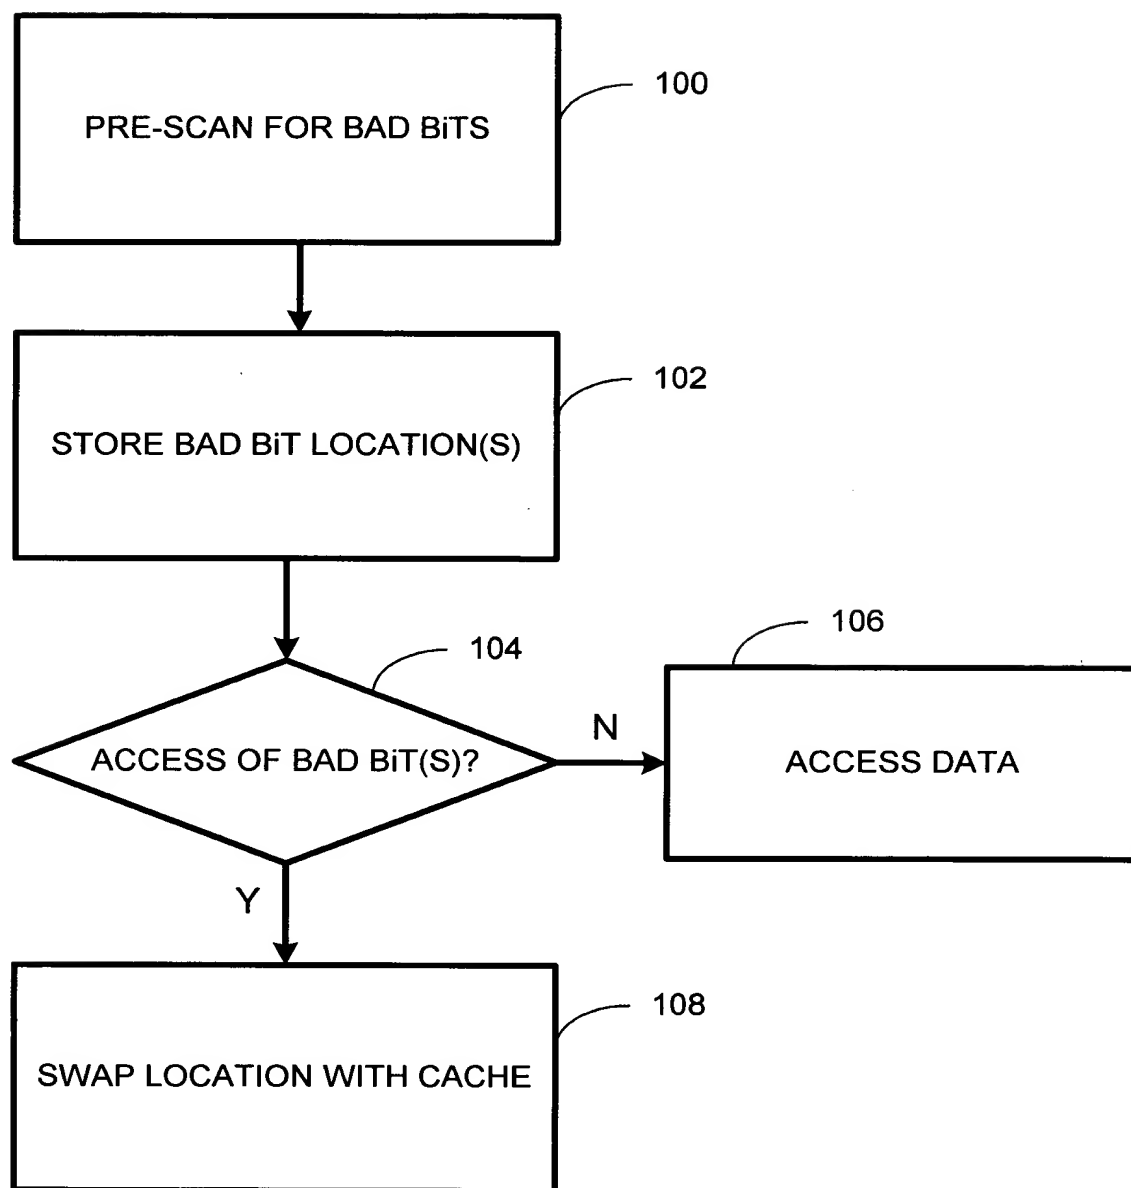 PRE-SCAN FOR BAD BiTS
100
STORE BAD BiT LOCATION(S)
102
ACCESS OF BAD BiT(S)?
104
N
106
ACCESS DATA
Y
SWAP LOCATION WITH CACHE
108